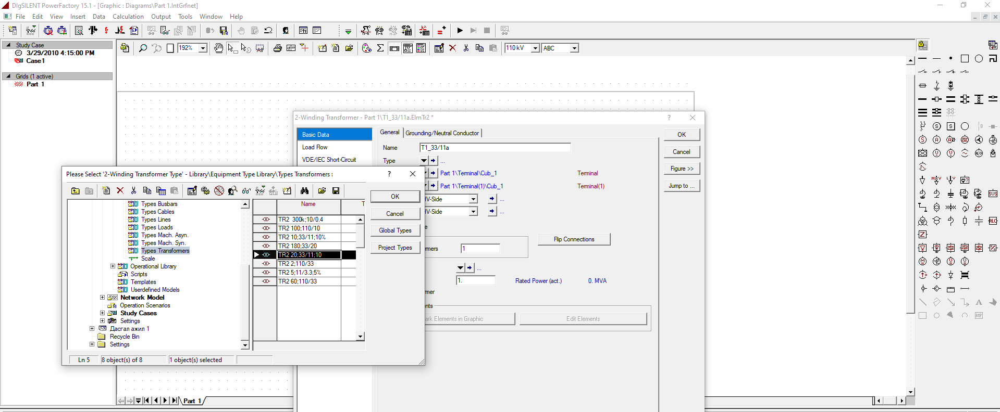 DIgSILENT PowerFactory 15.1 - [Graphic : Diagrams\Part 1.IntGrfnet]
File Edit View Insert Data Calculation Output Tools Window Help
Study Case
3/29/2010 4:15:00 PM
Case1
Grids (1 active)
Part 1
192%
110 kV
ABC
2-Winding Transformer - Part 1\T1_33/11a.ElmTr2 *
?
Basic Data
Load Flow
VDE/IEC Short-Circuit
General
Grounding/Neutral Conductor
Name
T1_33/11a
Type
...
Part 1\Terminal\Cub_1
Terminal
Part 1\Terminal(1)\Cub_1
Terminal(1)
HV-Side
...
HV-Side
...
1
Flip Connections
...
1.
Rated Power (act.)
0. MVA
Edit Elements
OK
Cancel
Figure >>
Jump to ...
Please Select '2-Winding Transformer Type' - Library\Equipment Type Library\Types Transformers :
?
Types Busbars
Types Cables
Types Lines
Types Loads
Types Mach. Asyn.
Types Mach. Syn.
Types Transformers
Scale
Operational Library
Scripts
Templates
Userdefined Models
Network Model
Operation Scenarios
Study Cases
Settings
Дасгал ажил 1
Recycle Bin
Settings
Name
T
TR2  300k;10/0.4
TR2 100;110/10
TR2 10;33/11;10%
TR2 180;33/20
TR2 20;33/11;10
TR2 2;110/33
TR2 5;11/3.3;5%
TR2 60;110/33
OK
Cancel
Global Types
Project Types
Ln 5
8 object(s) of 8
1 object(s) selected
Part 1
SVS
RLC
BMP